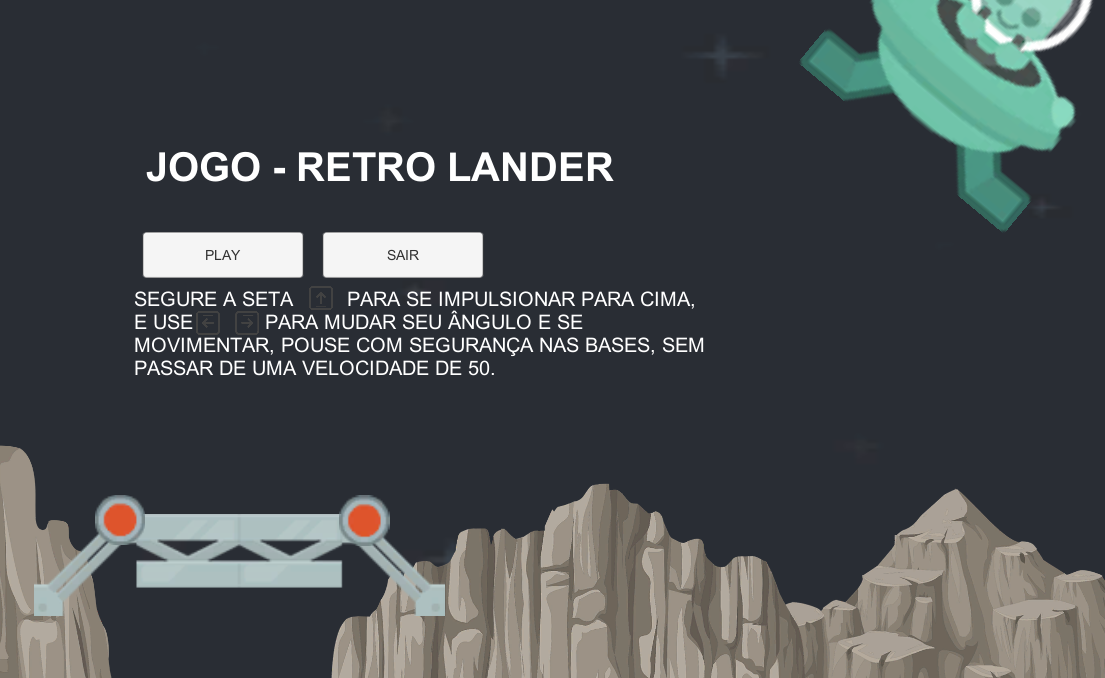 JOGO - RETRO LANDER
PLAY SAIR
SEGURE A SETA ↑ PARA SE IMPULSIONAR PARA CIMA,
E USE ← → PARA MUDAR SEU ÂNGULO E SE
MOVIMENTAR, POUSE COM SEGURANÇA NAS BASES, SEM
PASSAR DE UMA VELOCIDADE DE 50.